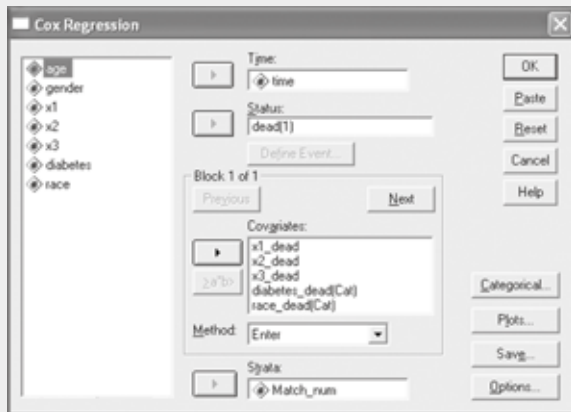 Cox Regression
age
gender
x1
x2
x3
diabetes
race
Time:
time
Status:
dead(1)
Define Event...
Block 1 of 1
Previous
Next
Covariates:
x1_dead
x2_dead
x3_dead
diabetes_dead(Cat)
race_dead(Cat)
>a*b>
Method:
Enter
Strata:
Match_num
OK
Paste
Reset
Cancel
Help
Categorical...
Plots...
Save...
Options...